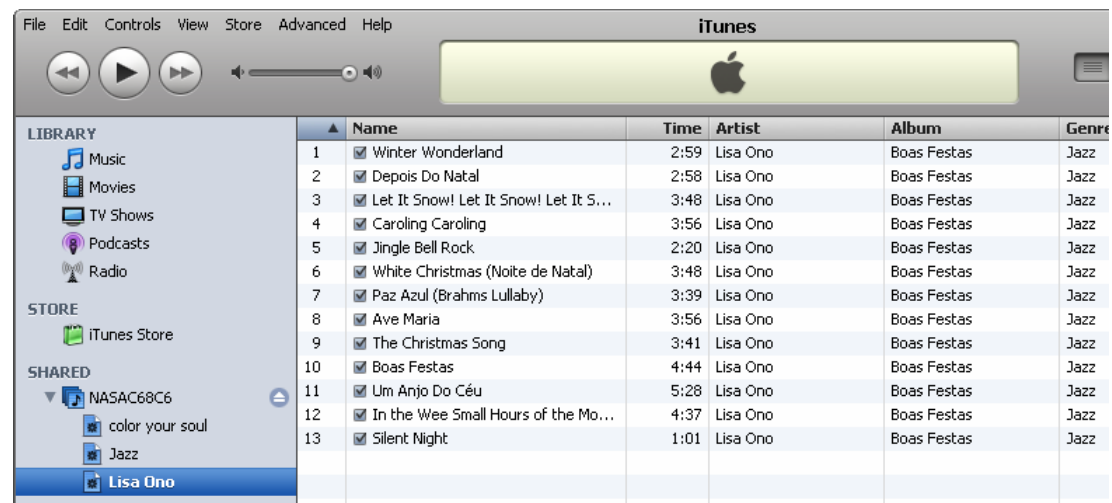 File Edit Controls View Store Advanced Help
iTunes
LIBRARY
Music
Movies
TV Shows
Podcasts
Radio
STORE
iTunes Store
SHARED
NASAC68C6
color your soul
Jazz
Lisa Ono
Name Time Artist Album Genre
1 Winter Wonderland 2:59 Lisa Ono Boas Festas Jazz
2 Depois Do Natal 2:58 Lisa Ono Boas Festas Jazz
3 Let It Snow! Let It Snow! Let It S... 3:48 Lisa Ono Boas Festas Jazz
4 Caroling Caroling 3:56 Lisa Ono Boas Festas Jazz
5 Jingle Bell Rock 2:20 Lisa Ono Boas Festas Jazz
6 White Christmas (Noite de Natal) 3:48 Lisa Ono Boas Festas Jazz
7 Paz Azul (Brahms Lullaby) 3:39 Lisa Ono Boas Festas Jazz
8 Ave Maria 3:56 Lisa Ono Boas Festas Jazz
9 The Christmas Song 3:41 Lisa Ono Boas Festas Jazz
10 Boas Festas 4:44 Lisa Ono Boas Festas Jazz
11 Um Anjo Do Céu 5:28 Lisa Ono Boas Festas Jazz
12 In the Wee Small Hours of the Mo... 4:37 Lisa Ono Boas Festas Jazz
13 Silent Night 1:01 Lisa Ono Boas Festas Jazz